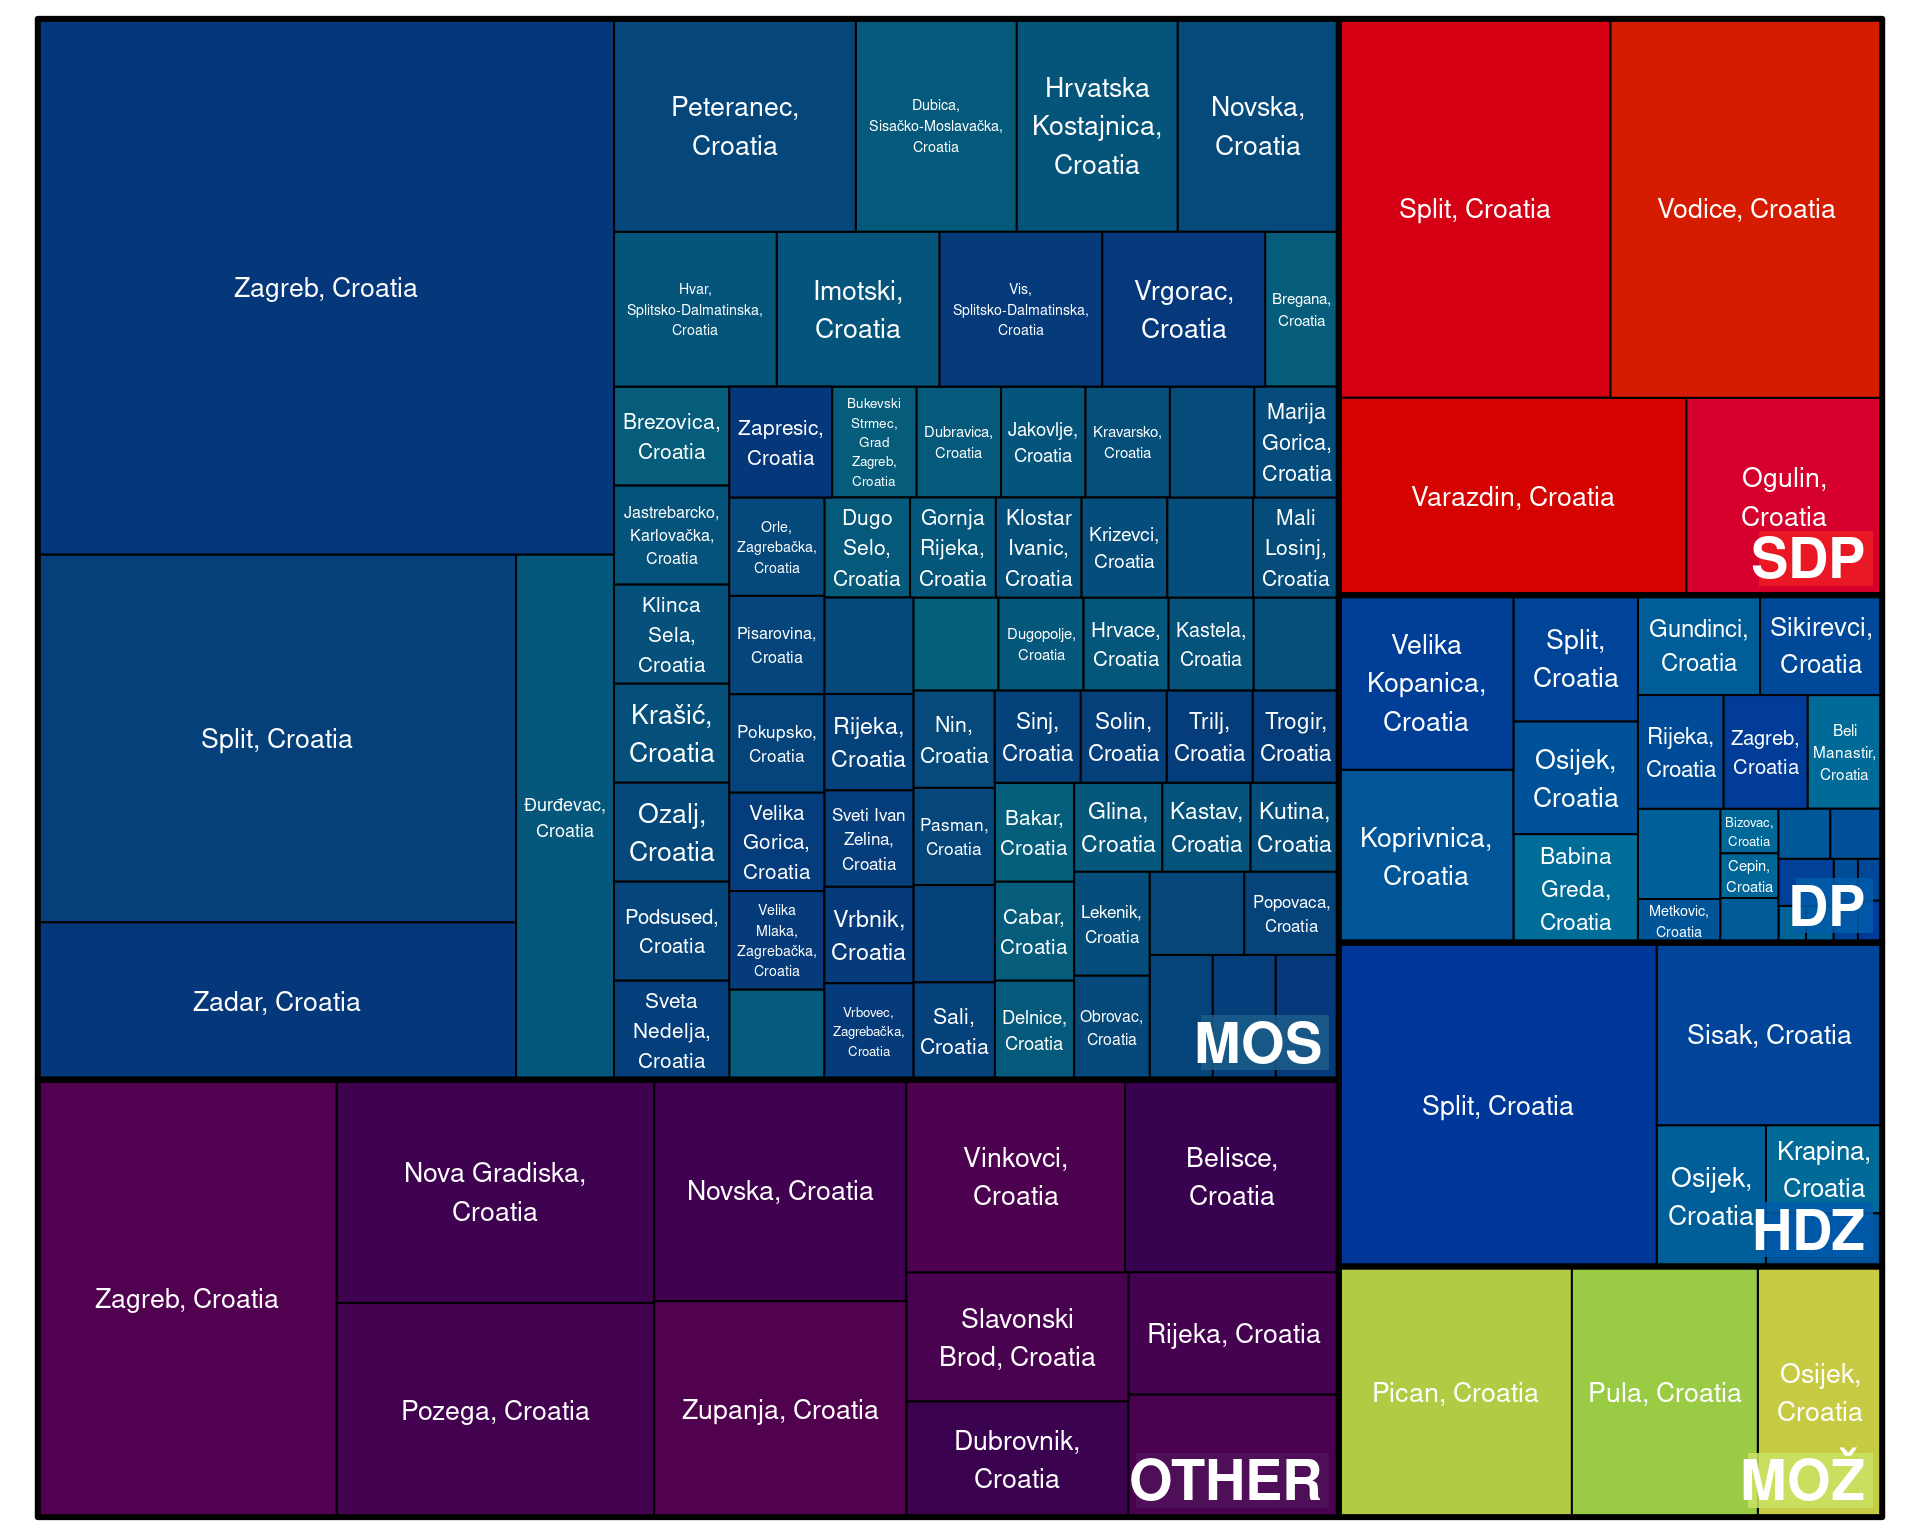 Zagreb, Croatia
Split, Croatia
Zadar, Croatia
Đurđevac,
Croatia
Peteranec,
Croatia
Dubica,
Sisačko-Moslavačka,
Croatia
Hrvatska
Kostajnica,
Croatia
Novska,
Croatia
Hvar,
Splitsko-Dalmatinska,
Croatia
Imotski,
Croatia
Vis,
Splitsko-Dalmatinska,
Croatia
Vrgorac,
Croatia
Bregana,
Croatia
Brezovica,
Croatia
Jastrebarcko,
Karlovačka,
Croatia
Klinca
Sela,
Croatia
Krašić,
Croatia
Ozalj,
Croatia
Podsused,
Croatia
Sveta
Nedelja,
Croatia
Zapresic,
Croatia
Bukevski
Strmec,
Grad
Zagreb,
Croatia
Dubravica,
Croatia
Jakovlje,
Croatia
Kravarsko,
Croatia
Marija
Gorica,
Croatia
Orle,
Zagrebačka,
Croatia
Pisarovina,
Croatia
Pokupsko,
Croatia
Velika
Gorica,
Croatia
Velika
Mlaka,
Zagrebačka,
Croatia
Dugo
Selo,
Croatia
Gornja
Rijeka,
Croatia
Klostar
Ivanic,
Croatia
Krizevci,
Croatia
Mali
Losinj,
Croatia
Rijeka,
Croatia
Sveti Ivan
Zelina,
Croatia
Vrbnik,
Croatia
Vrbovec,
Zagrebačka,
Croatia
Dugopolje,
Croatia
Hrvace,
Croatia
Kastela,
Croatia
Nin,
Croatia
Pasman,
Croatia
Sali,
Croatia
Sinj,
Croatia
Solin,
Croatia
Trilj,
Croatia
Trogir,
Croatia
Bakar,
Croatia
Cabar,
Croatia
Delnice,
Croatia
Glina,
Croatia
Kastav,
Croatia
Kutina,
Croatia
Lekenik,
Croatia
Obrovac,
Croatia
Popovaca,
Croatia
MOS
Zagreb, Croatia
Nova Gradiska,
Croatia
Pozega, Croatia
Novska, Croatia
Zupanja, Croatia
Vinkovci,
Croatia
Belisce,
Croatia
Slavonski
Brod, Croatia
Dubrovnik,
Croatia
Rijeka, Croatia
OTHER
Split, Croatia
Vodice, Croatia
Varazdin, Croatia
Ogulin,
Croatia
SDP
Velika
Kopanica,
Croatia
Koprivnica,
Croatia
Split,
Croatia
Osijek,
Croatia
Babina
Greda,
Croatia
Gundinci,
Croatia
Sikirevci,
Croatia
Rijeka,
Croatia
Zagreb,
Croatia
Beli
Manastir,
Croatia
Bizovac,
Croatia
Cepin,
Croatia
Metkovic,
Croatia
DP
Split, Croatia
Sisak, Croatia
Osijek,
Croatia
Krapina,
Croatia
HDZ
Pican, Croatia
Pula, Croatia
Osijek,
Croatia
MOŽ